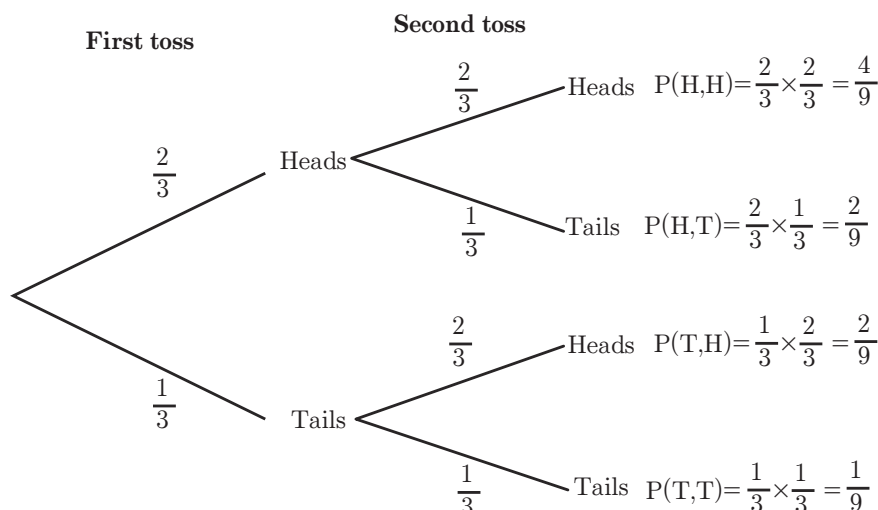 First toss
Second toss
2/3
Heads P(H,H)=2/3×2/3=4/9
2/3
Heads
1/3
Tails P(H,T)=2/3×1/3=2/9
2/3
Heads P(T,H)=1/3×2/3=2/9
1/3
Tails
1/3
Tails P(T,T)=1/3×1/3=1/9